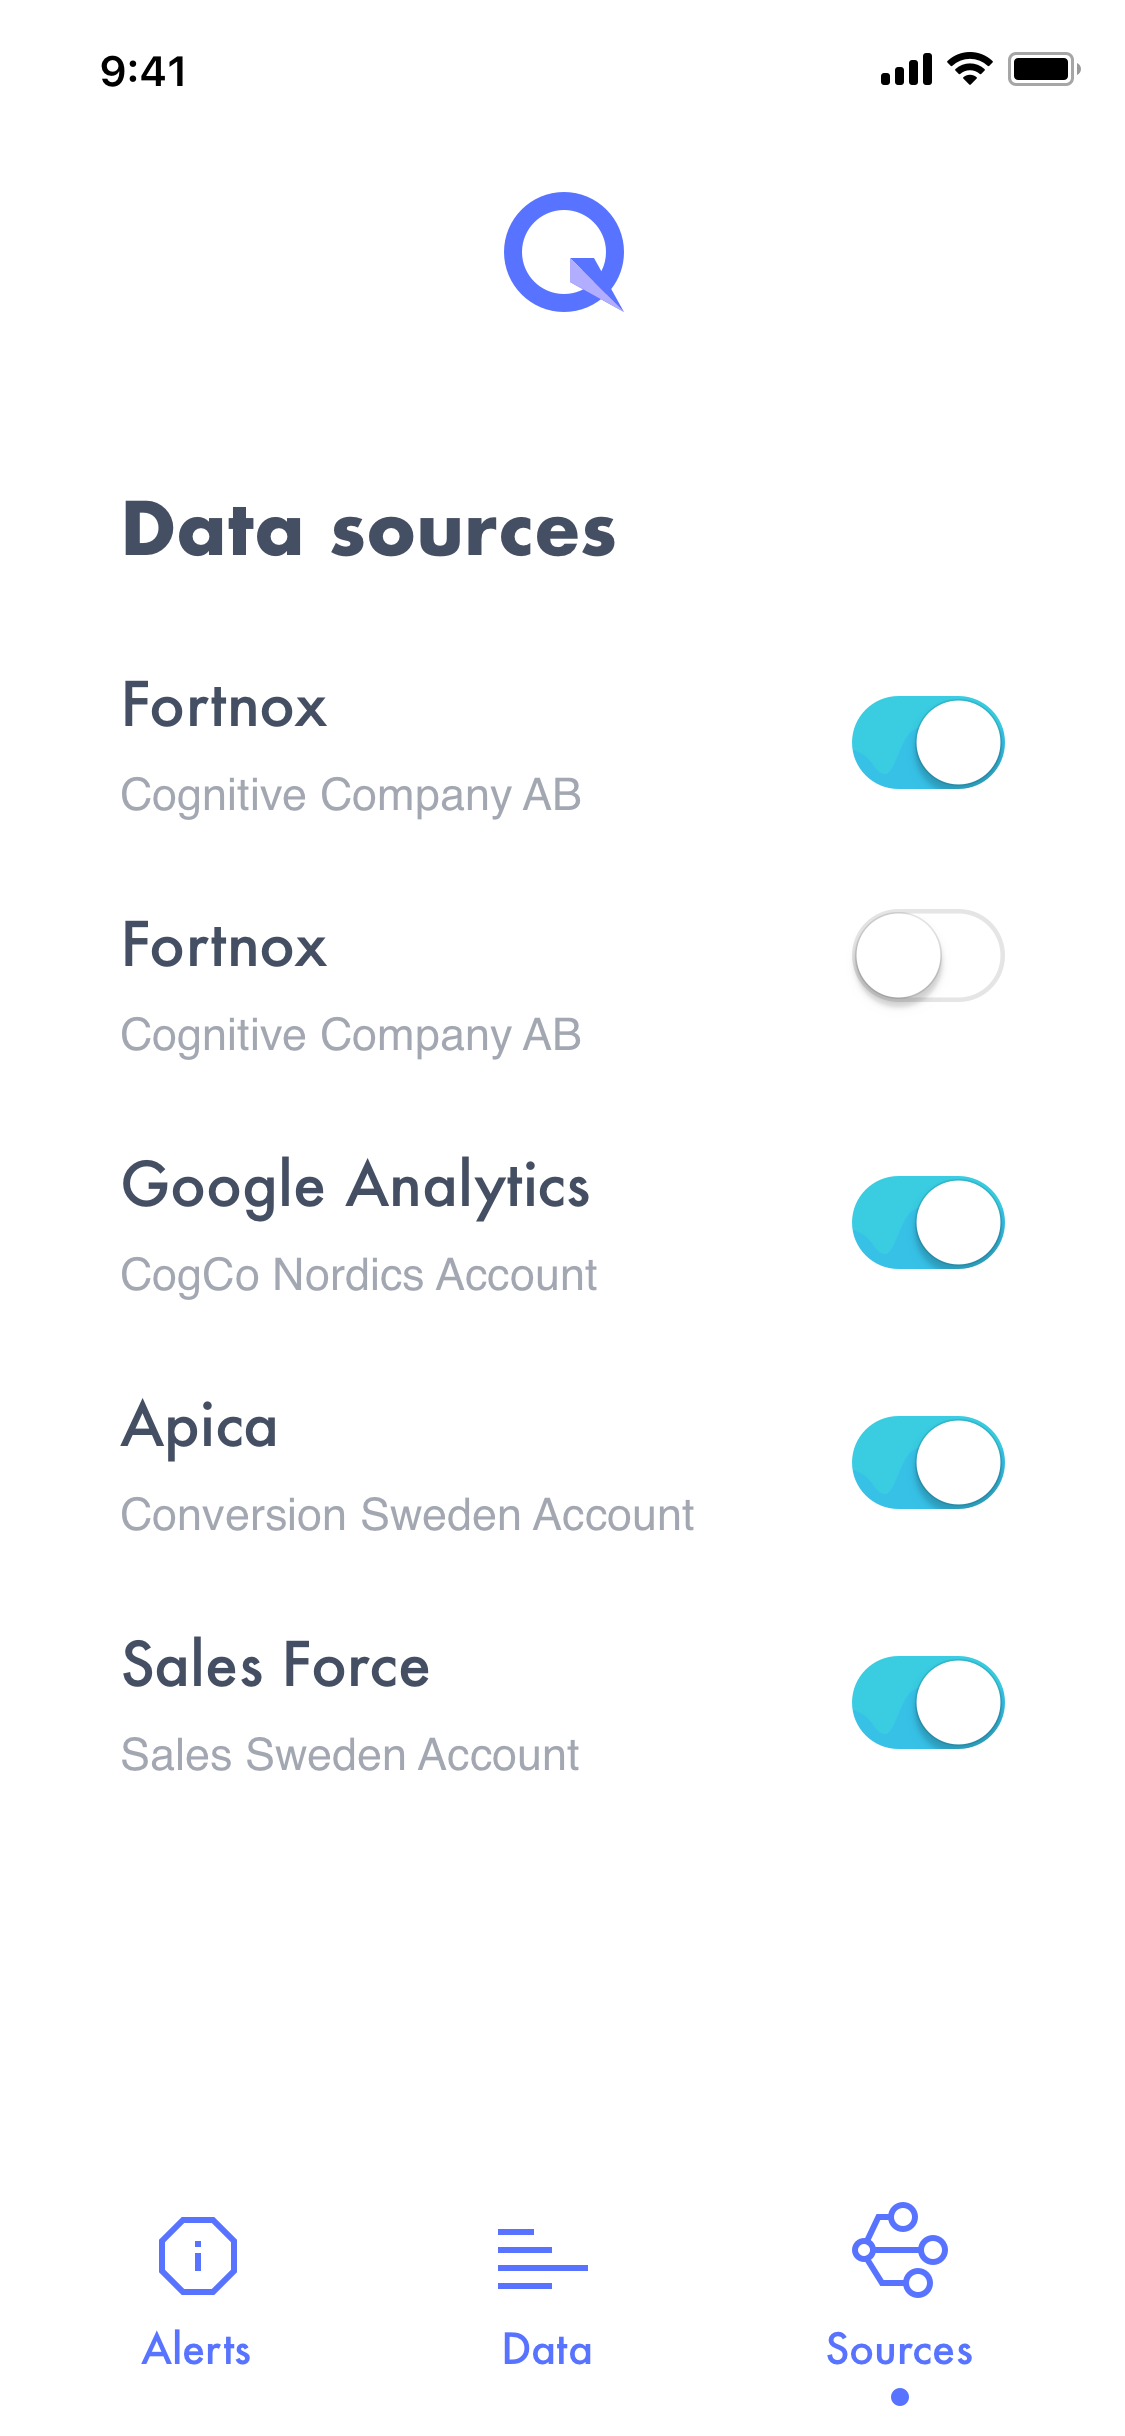 9:41
Data sources
Fortnox
Cognitive Company AB
Fortnox
Cognitive Company AB
Google Analytics
CogCo Nordics Account
Apica
Conversion Sweden Account
Sales Force
Sales Sweden Account
Alerts Data Sources